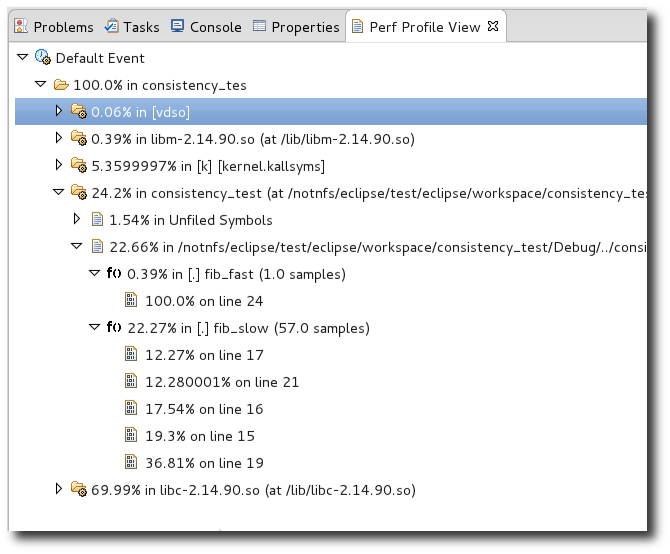 Problems Tasks Console Properties Perf Profile View
Default Event
100.0% in consistency_tes
0.06% in [vdso]
0.39% in libm-2.14.90.so (at /lib/libm-2.14.90.so)
5.3599997% in [k] [kernel.kallsyms]
24.2% in consistency_test (at /notnfs/eclipse/test/eclipse/workspace/consistency_tes
1.54% in Unfiled Symbols
22.66% in /notnfs/eclipse/test/eclipse/workspace/consistency_test/Debug/../consi
f() 0.39% in [.] fib_fast (1.0 samples)
100.0% on line 24
f() 22.27% in [.] fib_slow (57.0 samples)
12.27% on line 17
12.280001% on line 21
17.54% on line 16
19.3% on line 15
36.81% on line 19
69.99% in libc-2.14.90.so (at /lib/libc-2.14.90.so)